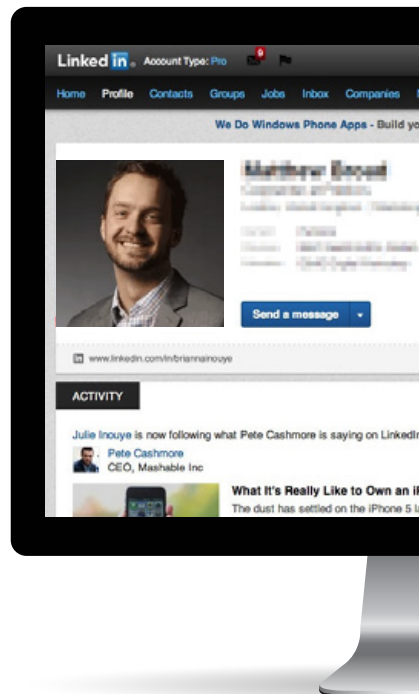 Linked in. Account Type: Pro 9
Home Profile Contacts Groups Jobs Inbox Companies
We Do Windows Phone Apps - Build yo
Send a message
www.linkedin.com/in/briannainouye
ACTIVITY
Julie Inouye is now following what Pete Cashmore is saying on LinkedIn
Pete Cashmore
CEO, Mashable Inc
What It's Really Like to Own an iP
The dust has settled on the iPhone 5 la